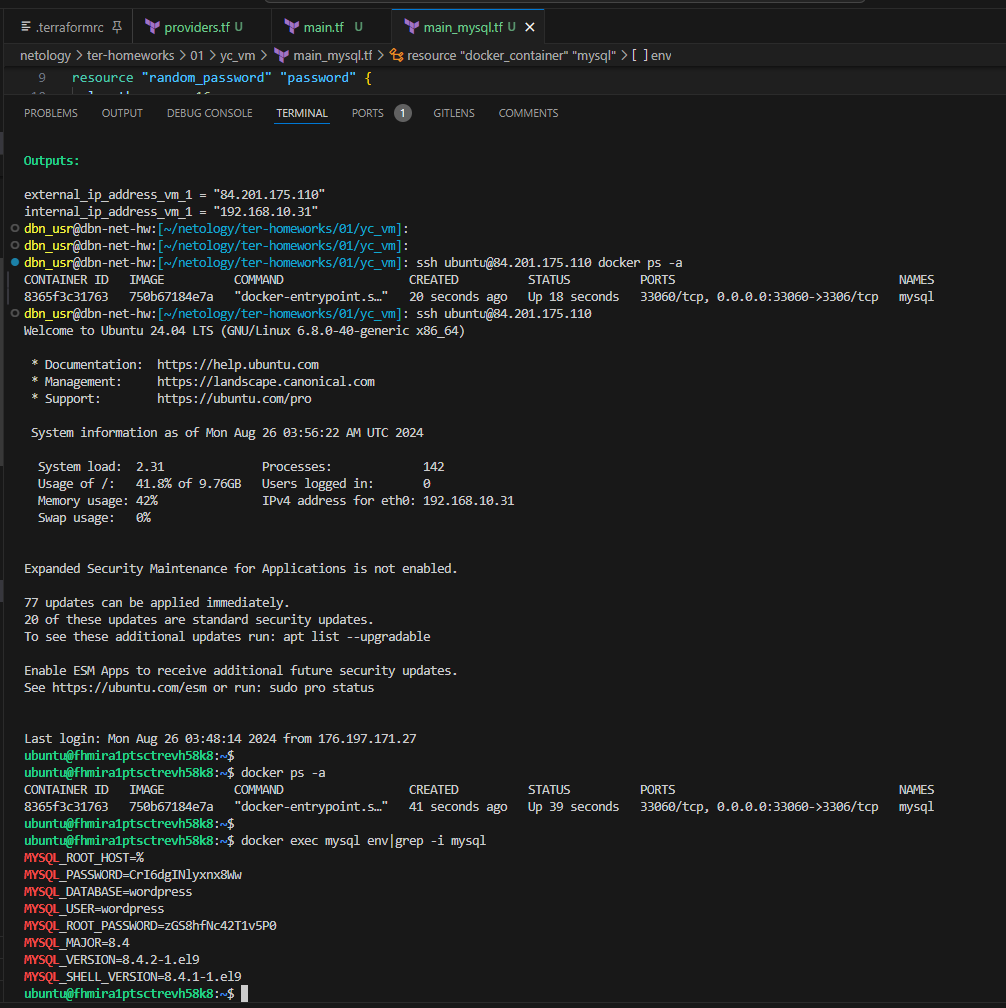 .terraformrc providers.tf U main.tf U main_mysql.tf U
netology > ter-homeworks > 01 > yc_vm > main_mysql.tf > resource "docker_container" "mysql" > [ ] env
9 resource "random_password" "password" {
PROBLEMS OUTPUT DEBUG CONSOLE TERMINAL PORTS 1 GITLENS COMMENTS
Outputs:
external_ip_address_vm_1 = "84.201.175.110"
internal_ip_address_vm_1 = "192.168.10.31"
dbn_usr@dbn-net-hw:[~/netology/ter-homeworks/01/yc_vm]:
dbn_usr@dbn-net-hw:[~/netology/ter-homeworks/01/yc_vm]:
dbn_usr@dbn-net-hw:[~/netology/ter-homeworks/01/yc_vm]: ssh ubuntu@84.201.175.110 docker ps -a
CONTAINER ID IMAGE COMMAND CREATED STATUS PORTS NAMES
8365f3c31763 750b67184e7a "docker-entrypoint.s…" 20 seconds ago Up 18 seconds 33060/tcp, 0.0.0.0:33060->3306/tcp mysql
dbn_usr@dbn-net-hw:[~/netology/ter-homeworks/01/yc_vm]: ssh ubuntu@84.201.175.110
Welcome to Ubuntu 24.04 LTS (GNU/Linux 6.8.0-40-generic x86_64)
* Documentation: https://help.ubuntu.com
* Management: https://landscape.canonical.com
* Support: https://ubuntu.com/pro
System information as of Mon Aug 26 03:56:22 AM UTC 2024
System load: 2.31 Processes: 142
Usage of /: 41.8% of 9.76GB Users logged in: 0
Memory usage: 42% IPv4 address for eth0: 192.168.10.31
Swap usage: 0%
Expanded Security Maintenance for Applications is not enabled.
77 updates can be applied immediately.
20 of these updates are standard security updates.
To see these additional updates run: apt list --upgradable
Enable ESM Apps to receive additional future security updates.
See https://ubuntu.com/esm or run: sudo pro status
Last login: Mon Aug 26 03:48:14 2024 from 176.197.171.27
ubuntu@fhmira1ptsctrevh58k8:~$
ubuntu@fhmira1ptsctrevh58k8:~$ docker ps -a
CONTAINER ID IMAGE COMMAND CREATED STATUS PORTS NAMES
8365f3c31763 750b67184e7a "docker-entrypoint.s…" 41 seconds ago Up 39 seconds 33060/tcp, 0.0.0.0:33060->3306/tcp mysql
ubuntu@fhmira1ptsctrevh58k8:~$
ubuntu@fhmira1ptsctrevh58k8:~$ docker exec mysql env|grep -i mysql
MYSQL_ROOT_HOST=%
MYSQL_PASSWORD=CrI6dgINlyxnx8Ww
MYSQL_DATABASE=wordpress
MYSQL_USER=wordpress
MYSQL_ROOT_PASSWORD=zGS8hfNc42T1v5P0
MYSQL_MAJOR=8.4
MYSQL_VERSION=8.4.2-1.el9
MYSQL_SHELL_VERSION=8.4.1-1.el9
ubuntu@fhmira1ptsctrevh58k8:~$